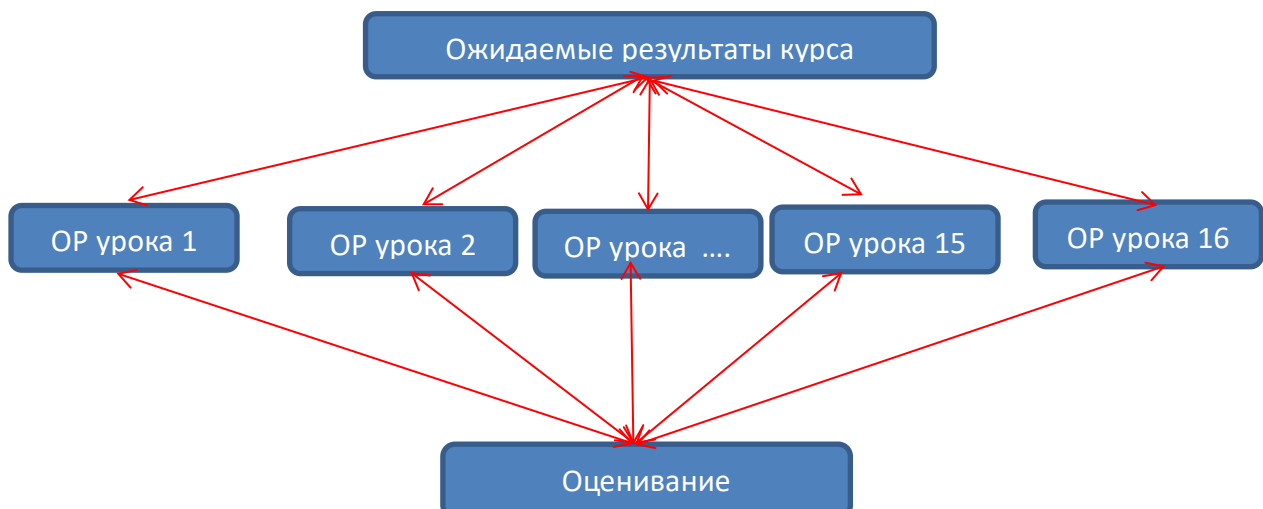 Ожидаемые результаты курса
ОР урока 1
ОР урока 2
ОР урока ....
ОР урока 15
ОР урока 16
Оценивание